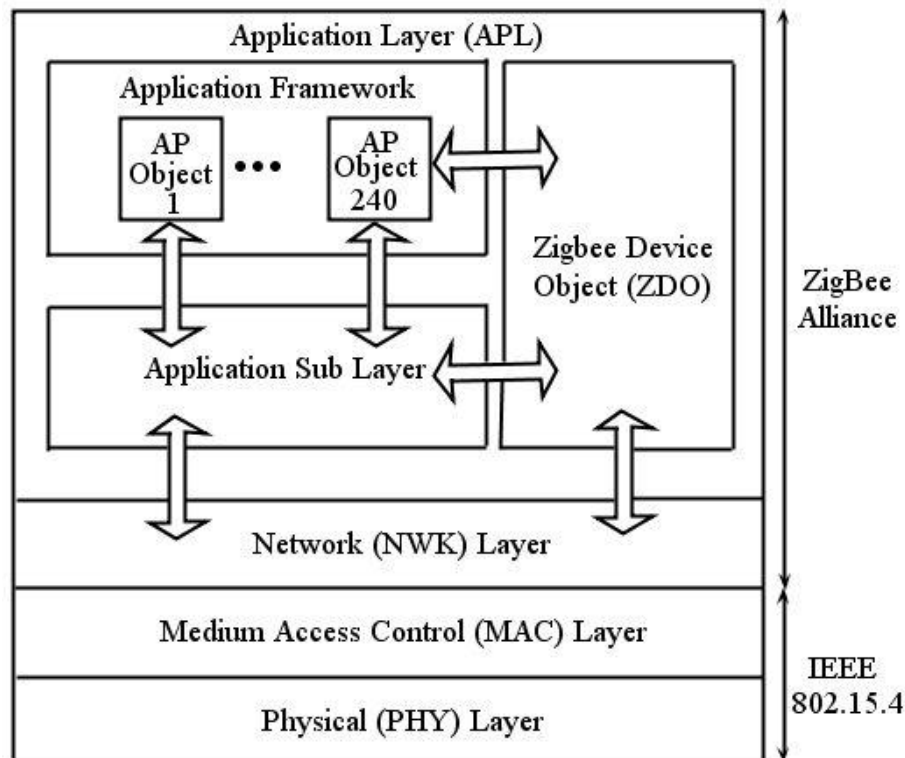 Application Layer (APL)
Application Framework
AP
Object
1
•••
AP
Object
240
Zigbee Device
Object (ZDO)
Application Sub Layer
Network (NWK) Layer
Medium Access Control (MAC) Layer
Physical (PHY) Layer
ZigBee
Alliance
IEEE
802.15.4